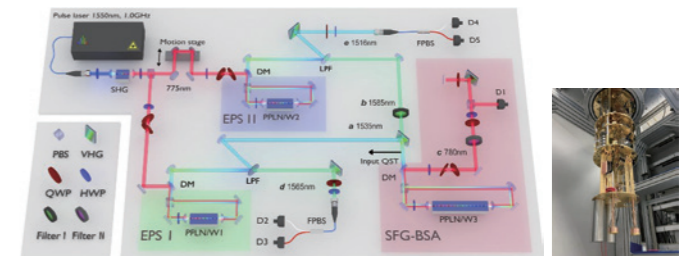 Pulse laser 1550nm, 1.0GHz
Motion stage
SHG
775nm
DM
LPF
e 1516nm
FPBS
D4
D5
EPS II
PPLN/W2
b 1585nm
a 1535nm
Input QST
c 780nm
D1
DM
PPLN/W3
SFG-BSA
PBS VHG
QWP HWP
Filter I Filter II
DM
LPF
d 1565nm
D2
D3
FPBS
EPS I
PPLN/W1